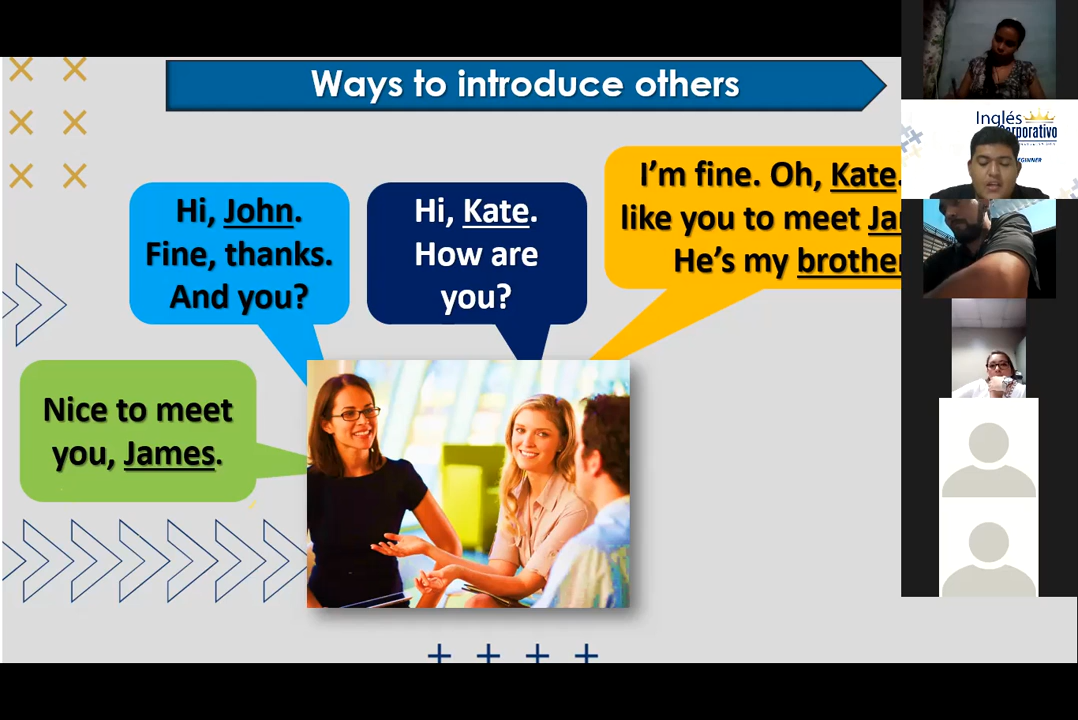 Ways to introduce others
Hi, John.
Fine, thanks.
And you?
Hi, Kate.
How are
you?
I'm fine. Oh, Kate.
like you to meet
He's my
Nice to meet
you, James.
Inglés
Corporativo